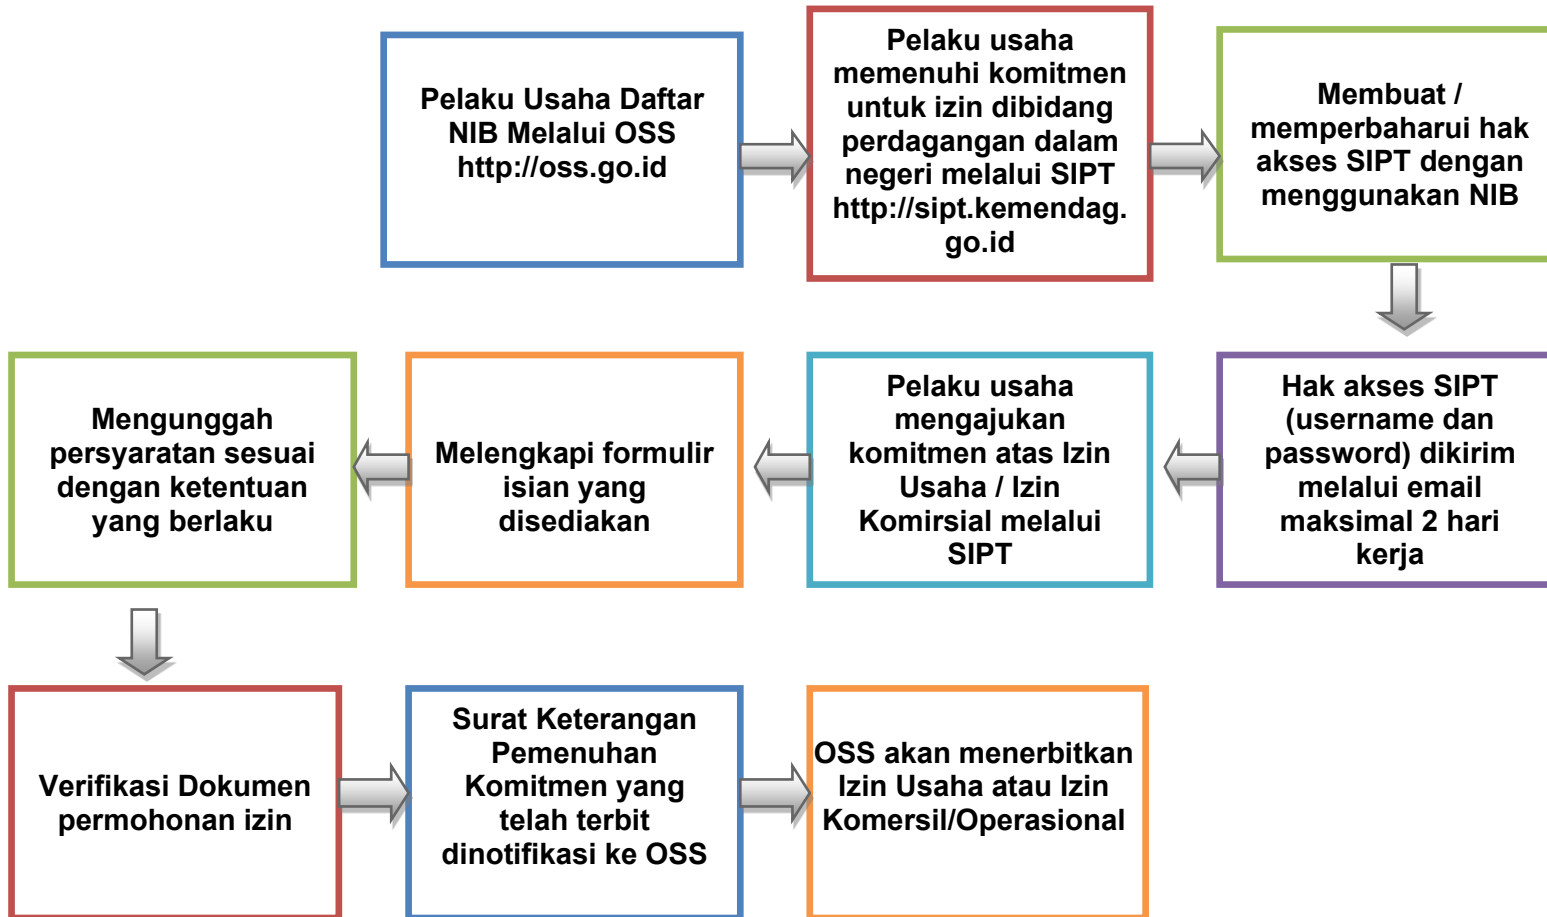 Pelaku Usaha Daftar
NIB Melalui OSS
http://oss.go.id
Pelaku usaha
memenuhi komitmen
untuk izin dibidang
perdagangan dalam
negeri melalui SIPT
http://sipt.kemendag.
go.id
Membuat /
memperbaharui hak
akses SIPT dengan
menggunakan NIB
Hak akses SIPT
(username dan
password) dikirim
melalui email
maksimal 2 hari
kerja
Pelaku usaha
mengajukan
komitmen atas Izin
Usaha / Izin
Komirsial melalui
SIPT
Melengkapi formulir
isian yang
disediakan
Mengunggah
persyaratan sesuai
dengan ketentuan
yang berlaku
Verifikasi Dokumen
permohonan izin
Surat Keterangan
Pemenuhan
Komitmen yang
telah terbit
dinotifikasi ke OSS
OSS akan menerbitkan
Izin Usaha atau Izin
Komersil/Operasional